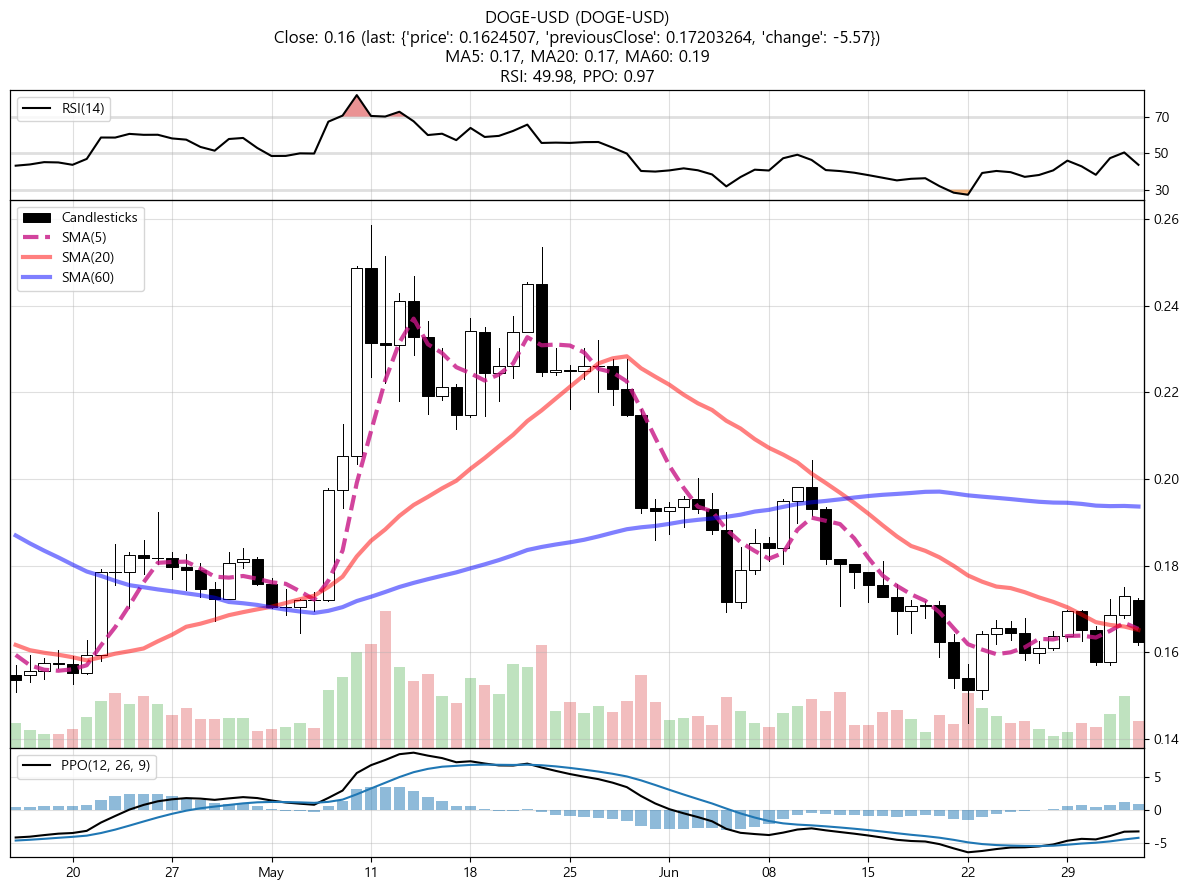 DOGE-USD (DOGE-USD)
Close: 0.16 (last: {'price': 0.1624507, 'previousClose': 0.17203264, 'change': -5.57})
MA5: 0.17, MA20: 0.17, MA60: 0.19
RSI: 49.98, PPO: 0.97
RSI(14)
70
50
30
Candlesticks
SMA(5)
SMA(20)
SMA(60)
0.26
0.24
0.22
0.20
0.18
0.16
0.14
PPO(12, 26, 9)
5
0
-5
20 27 May 11 18 25 Jun 08 15 22 29